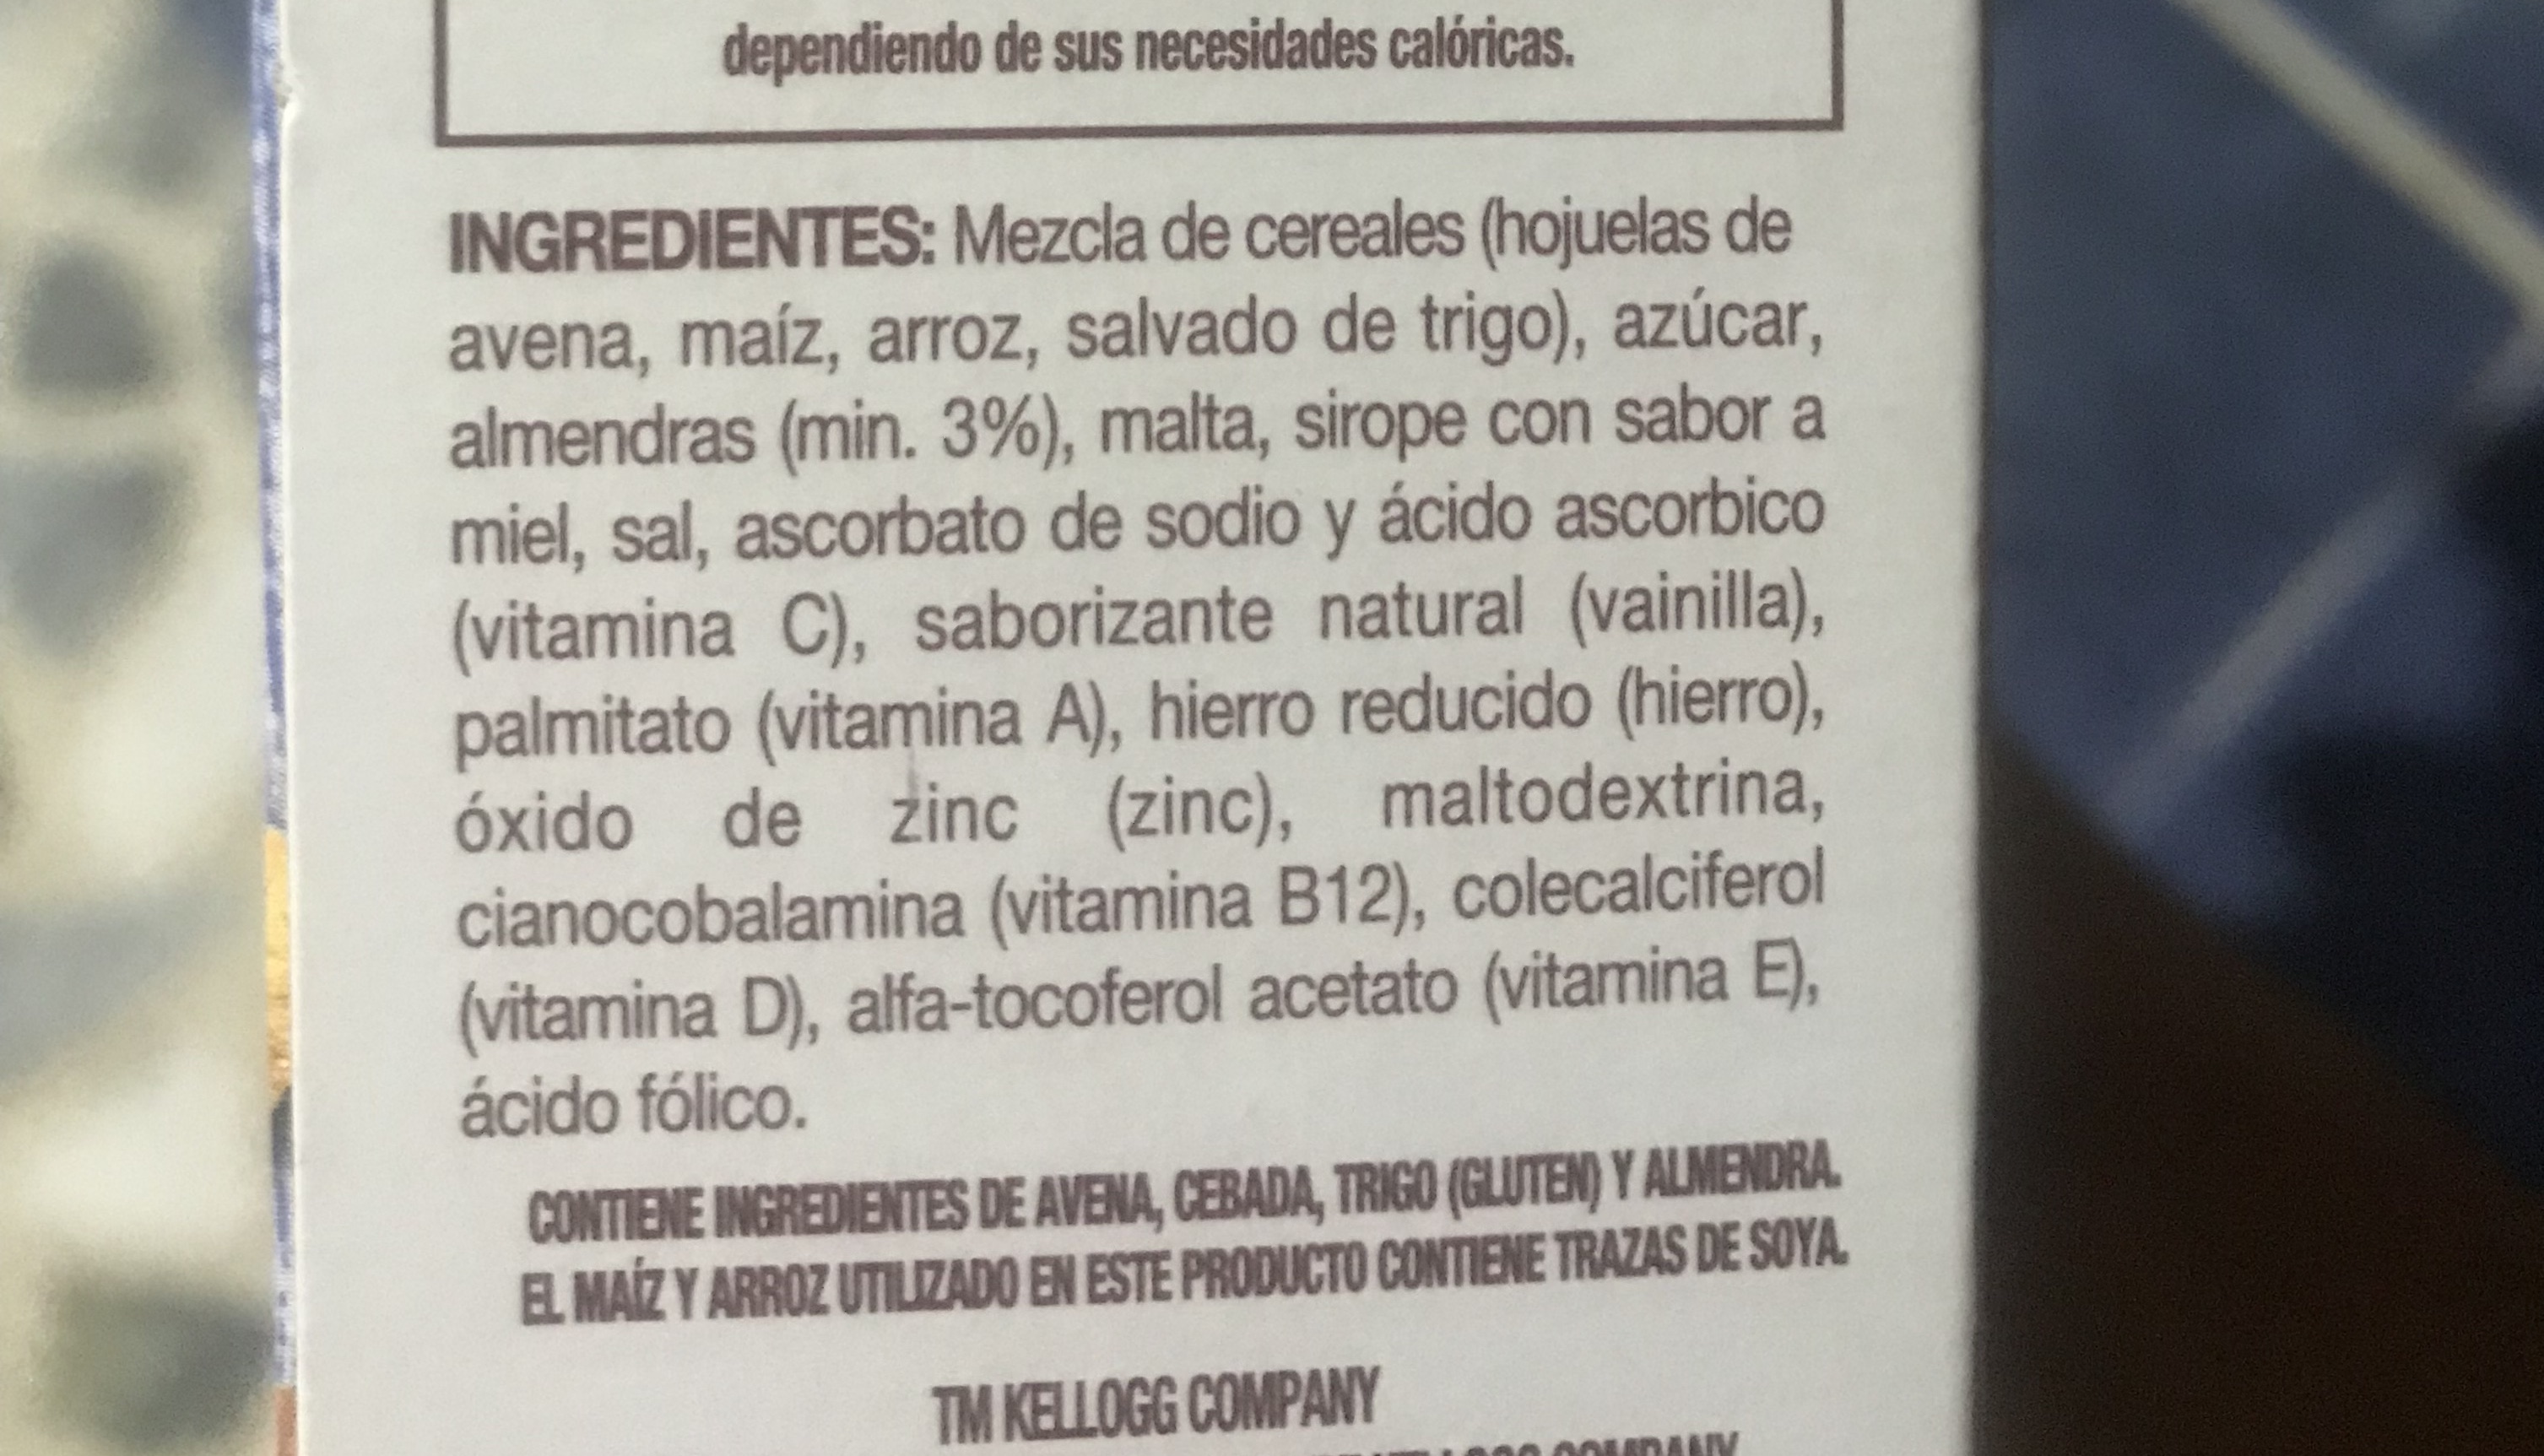 dependiendo de sus necesidades calóricas.
INGREDIENTES: Mezcla de cereales (hojuelas de
avena, maíz, arroz, salvado de trigo), azúcar,
almendras (min. 3%), malta, sirope con sabor a
miel, sal, ascorbato de sodio y ácido ascorbico
(vitamina C), saborizante natural (vainilla),
palmitato (vitamina A), hierro reducido (hierro),
óxido de zinc (zinc), maltodextrina,
cianocobalamina (vitamina B12), colecalciferol
(vitamina D), alfa-tocoferol acetato (vitamina E),
ácido fólico.
CONTIENE INGREDIENTES DE AVENA, CEBADA, TRIGO (GLUTEN) Y ALMENDRA.
EL MAÍZ Y ARROZ UTILIZADO EN ESTE PRODUCTO CONTIENE TRAZAS DE SOYA.
TM KELLOGG COMPANY
KELLOGG COMPANY